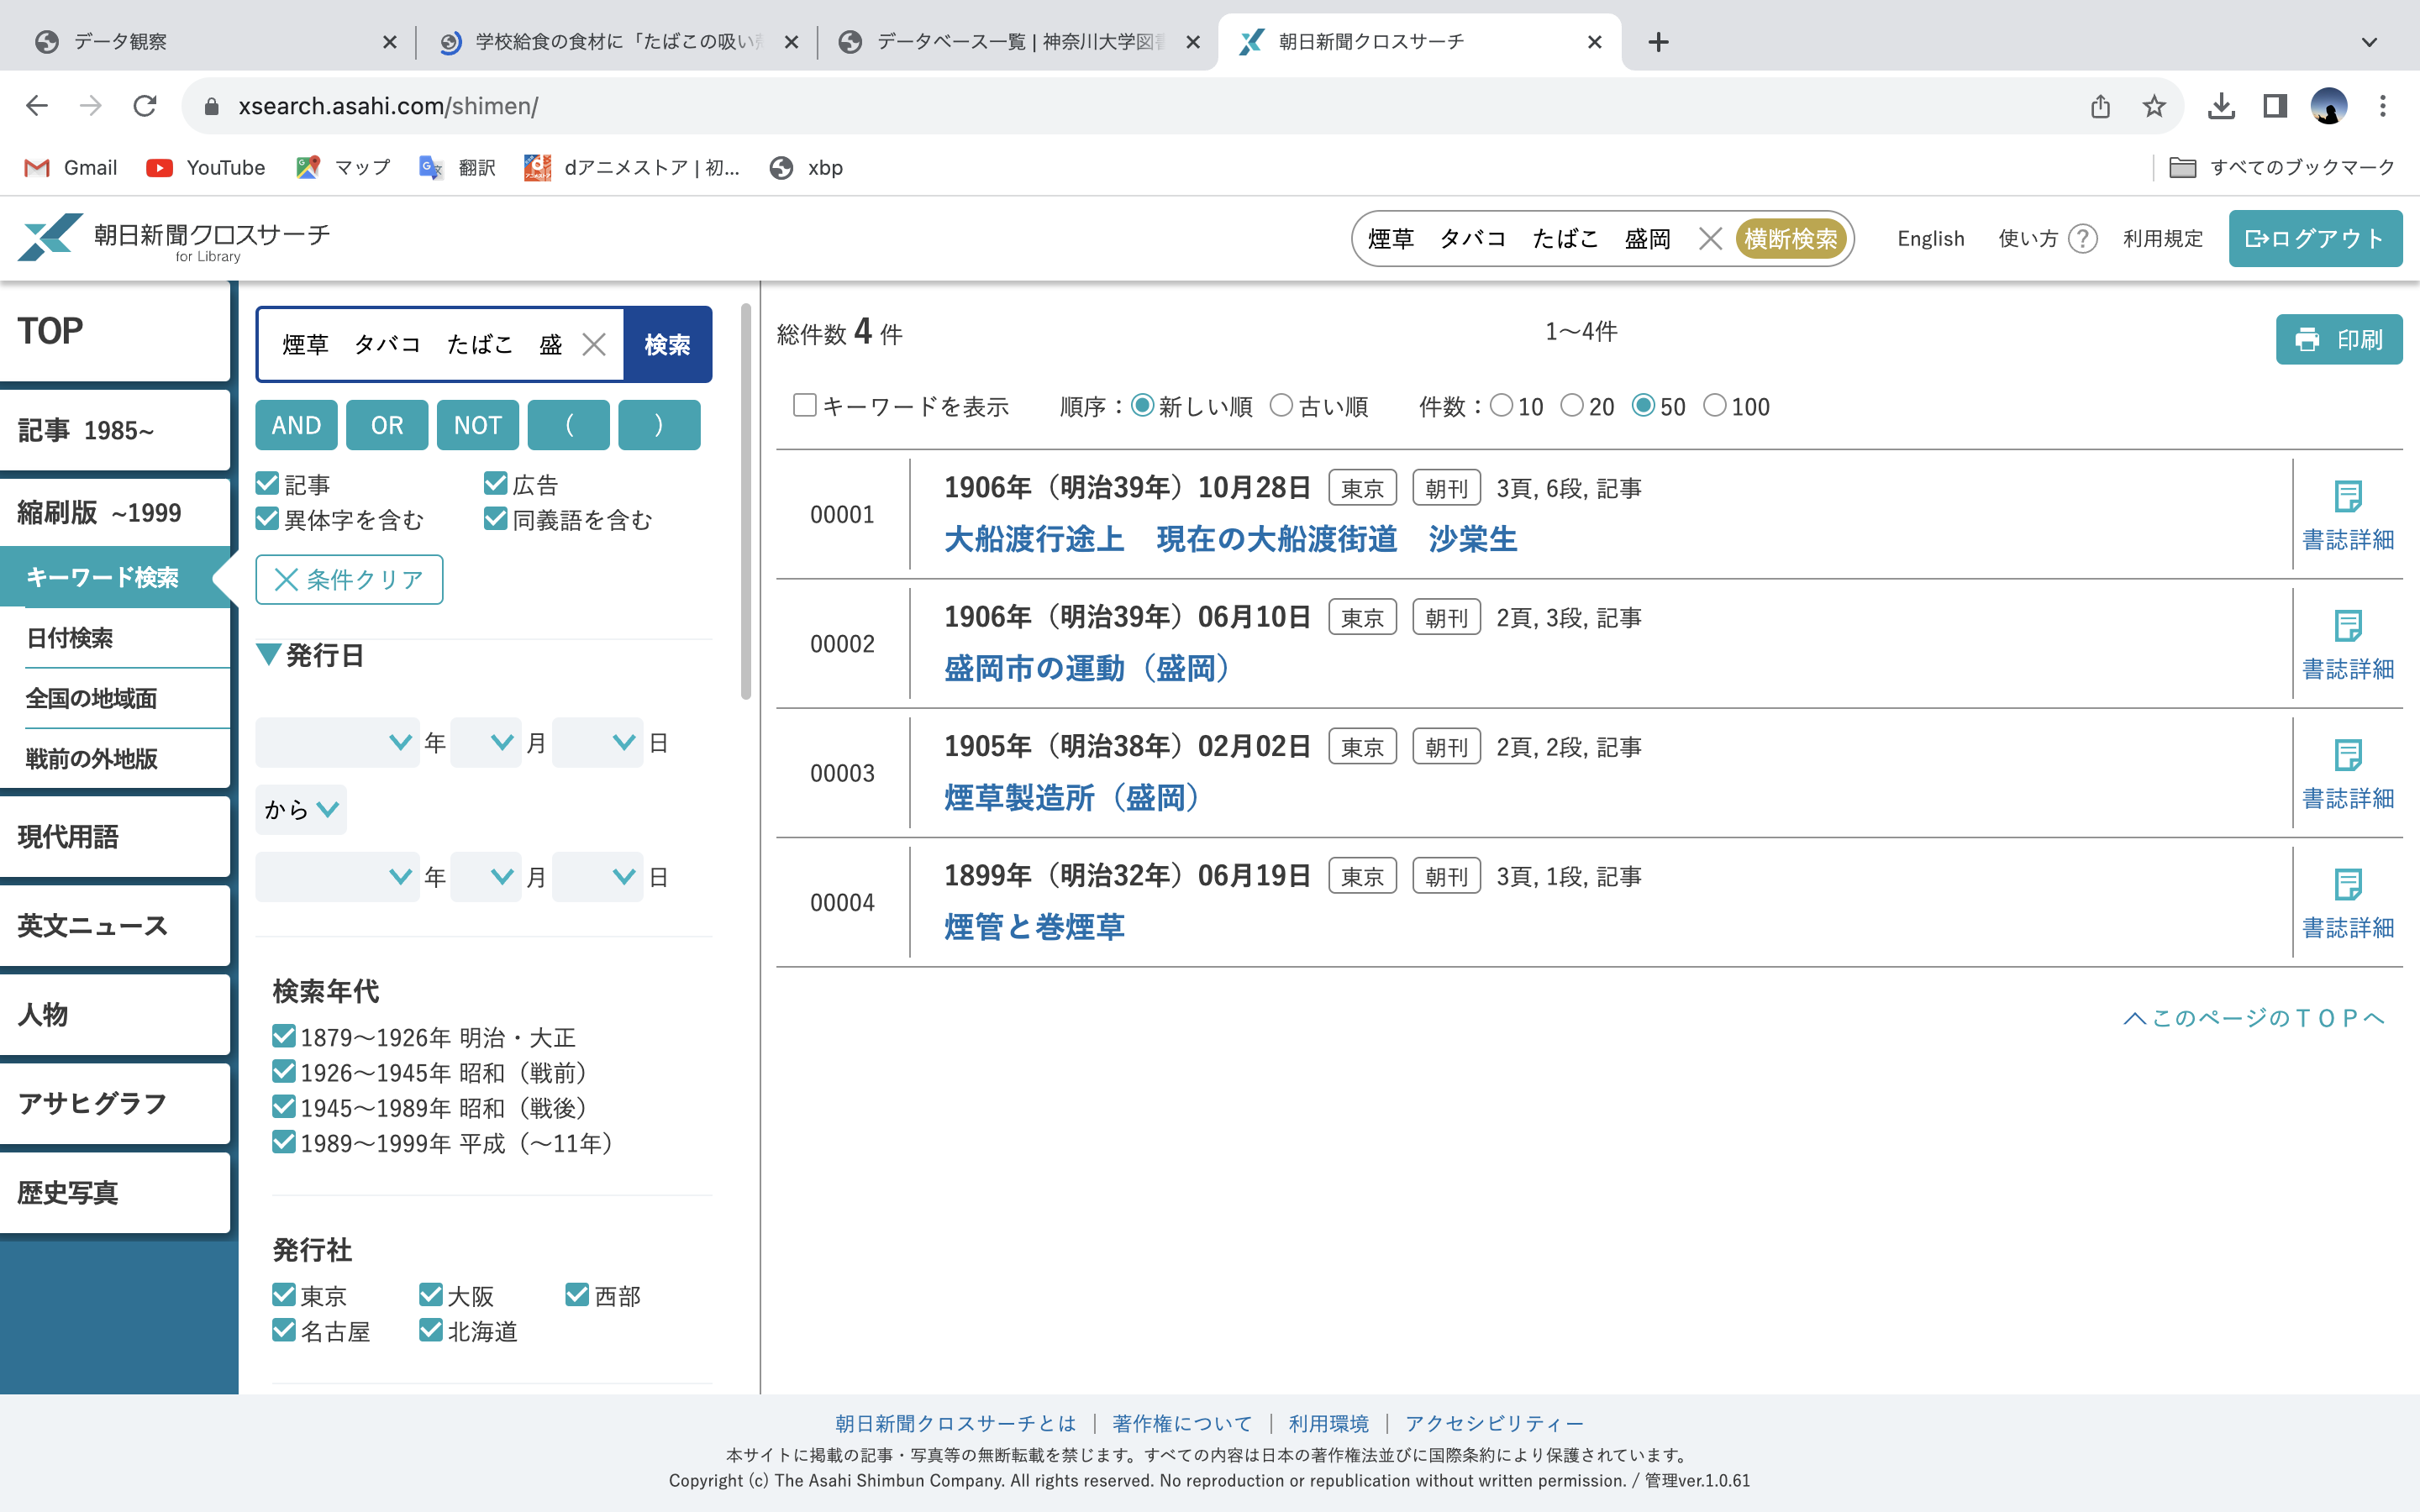 データ観察
学校給食の食材に「たばこの吸い
データベース一覧 | 神奈川大学図
朝日新聞クロスサーチ
xsearch.asahi.com/shimen/
Gmail
YouTube
マップ
翻訳
dアニメストア | 初...
xbp
すべてのブックマーク
朝日新聞クロスサーチ
for Library
煙草　タバコ　たばこ　盛岡
横断検索
English
使い方 ?
利用規定
ログアウト
TOP
記事 1985~
縮刷版 ~1999
キーワード検索
日付検索
全国の地域面
戦前の外地版
現代用語
英文ニュース
人物
アサヒグラフ
歴史写真
煙草　タバコ　たばこ　盛
検索
AND OR NOT ( )
記事 広告
異体字を含む 同義語を含む
条件クリア
▼発行日
年 月 日
から
年 月 日
検索年代
1879〜1926年 明治・大正
1926〜1945年 昭和（戦前）
1945〜1989年 昭和（戦後）
1989〜1999年 平成（〜11年）
発行社
東京 大阪 西部
名古屋 北海道
総件数 4 件
1〜4件
印刷
キーワードを表示 順序： 新しい順 古い順 件数： 10 20 50 100
00001
1906年（明治39年）10月28日 東京 朝刊 3頁, 6段, 記事
大船渡行途上　現在の大船渡街道　沙棠生
書誌詳細
00002
1906年（明治39年）06月10日 東京 朝刊 2頁, 3段, 記事
盛岡市の運動（盛岡）
書誌詳細
00003
1905年（明治38年）02月02日 東京 朝刊 2頁, 2段, 記事
煙草製造所（盛岡）
書誌詳細
00004
1899年（明治32年）06月19日 東京 朝刊 3頁, 1段, 記事
煙管と巻煙草
書誌詳細
へこのページのＴＯＰへ
朝日新聞クロスサーチとは | 著作権について | 利用環境 | アクセシビリティー
本サイトに掲載の記事・写真等の無断転載を禁じます。すべての内容は日本の著作権法並びに国際条約により保護されています。
Copyright (c) The Asahi Shimbun Company. All rights reserved. No reproduction or republication without written permission. / 管理ver.1.0.61